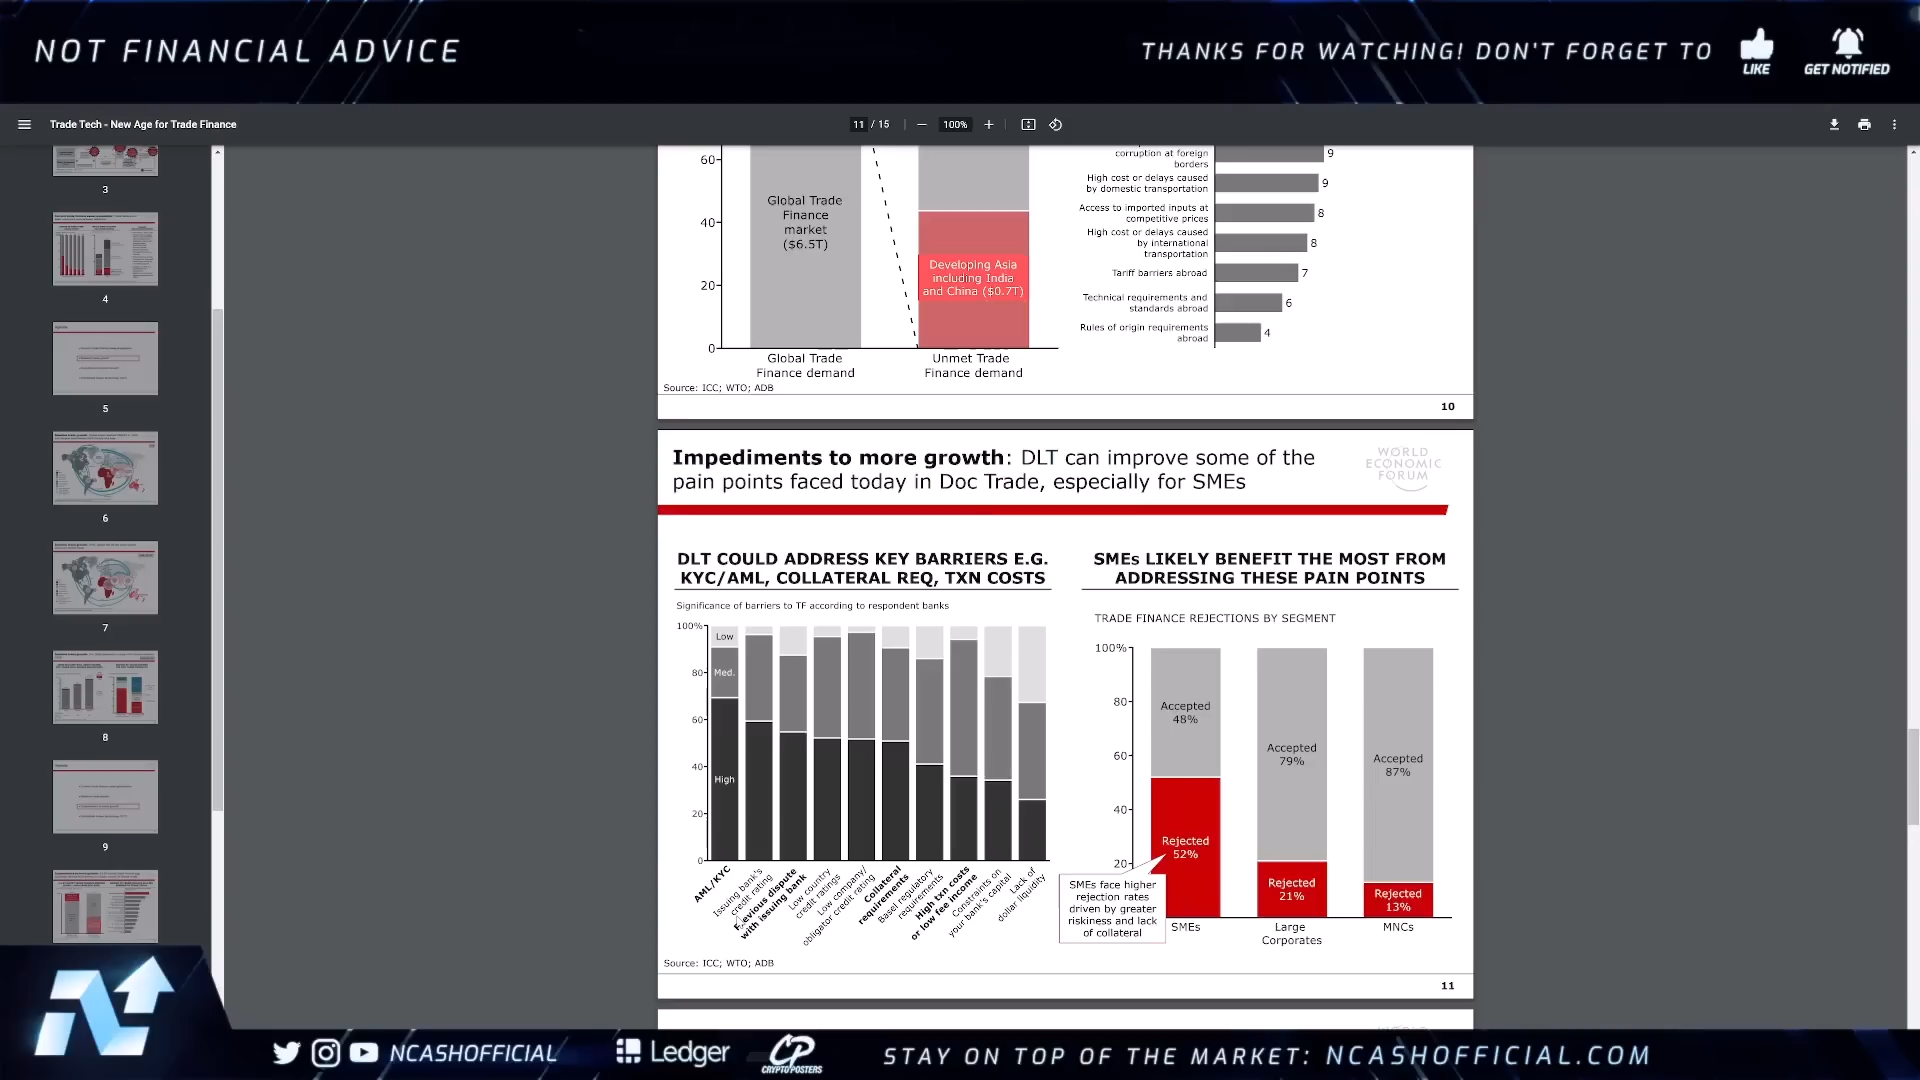 NOT FINANCIAL ADVICE
THANKS FOR WATCHING! DON'T FORGET TO
LIKE
GET NOTIFIED
Trade Tech - New Age for Trade Finance
11 / 15
100%
3
4
5
6
7
8
9
60
40
20
0
Global Trade
Finance
market
($6.5T)
Developing Asia
including India
and China ($0.7T)
Global Trade
Finance demand
Unmet Trade
Finance demand
Source: ICC; WTO; ADB
corruption at foreign
borders
9
High cost or delays caused
by domestic transportation
9
Access to imported inputs at
competitive prices
8
High cost or delays caused
by international
transportation
8
Tariff barriers abroad
7
Technical requirements and
standards abroad
6
Rules of origin requirements
abroad
4
10
Impediments to more growth: DLT can improve some of the
pain points faced today in Doc Trade, especially for SMEs
WORLD
ECONOMIC
FORUM
DLT COULD ADDRESS KEY BARRIERS E.G.
KYC/AML, COLLATERAL REQ, TXN COSTS
Significance of barriers to TF according to respondent banks
100%
80
60
40
20
0
Low
Med.
High
AML/KYC
Issuing bank's
credit rating
with issuing bank
Low country
credit ratings
Low company/
obligator credit rating
Collateral
requirements
Basel regulatory
requirements
High txn costs
or low fee income
Constraints on
your bank's capital
Lack of
dollar liquidity
Source: ICC; WTO; ADB
SMEs LIKELY BENEFIT THE MOST FROM
ADDRESSING THESE PAIN POINTS
TRADE FINANCE REJECTIONS BY SEGMENT
100%
80
60
40
20
Accepted
48%
Rejected
52%
Accepted
79%
Rejected
21%
Accepted
87%
Rejected
13%
SMEs face higher
rejection rates
driven by greater
riskiness and lack
of collateral
SMEs
Large
Corporates
MNCs
11
NCASHOFFICIAL
Ledger
CP
CRYPTO POSTERS
STAY ON TOP OF THE MARKET: NCASHOFFICIAL.COM